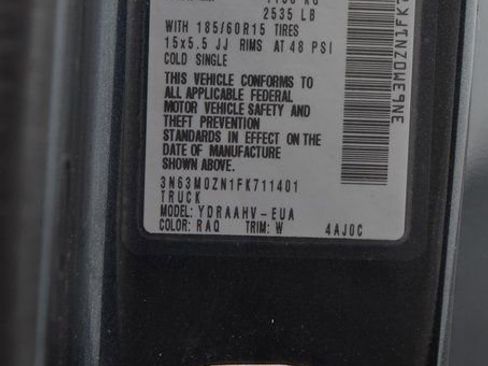 2535 LB
WITH 185/60R15 TIRES
15x5.5 JJ RIMS AT 48 PSI
COLD SINGLE
THIS VEHICLE CONFORMS TO
ALL APPLICABLE FEDERAL
MOTOR VEHICLE SAFETY AND
THEFT PREVENTION
STANDARDS IN EFFECT ON THE
DATE OF MANUFACTURE
SHOWN ABOVE.
3N63M0ZN1FK711401
TRUCK
MODEL: YDRAAHV-EUA
COLOR: RAQ TRIM: W 4AJ0C
3N63M0ZN1FK7